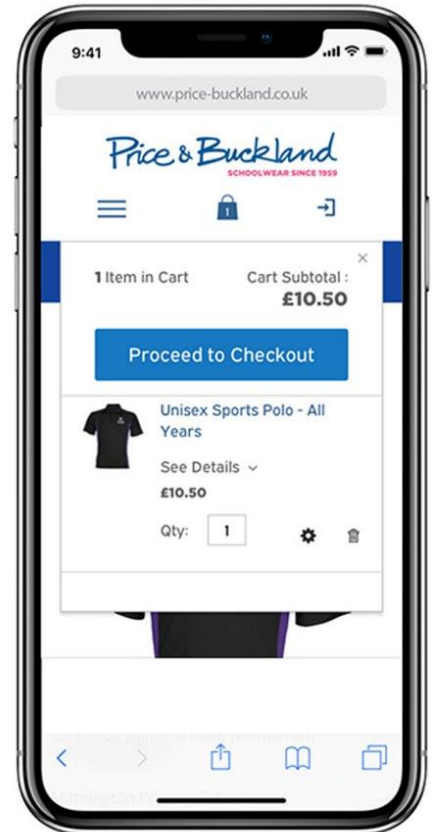 9:41
www.price-buckland.co.uk
Price & Buckland
SCHOOLWEAR SINCE 1959
1
1 Item in Cart
Cart Subtotal :
£10.50
×
Proceed to Checkout
Unisex Sports Polo - All
Years
See Details
£10.50
Qty: 1